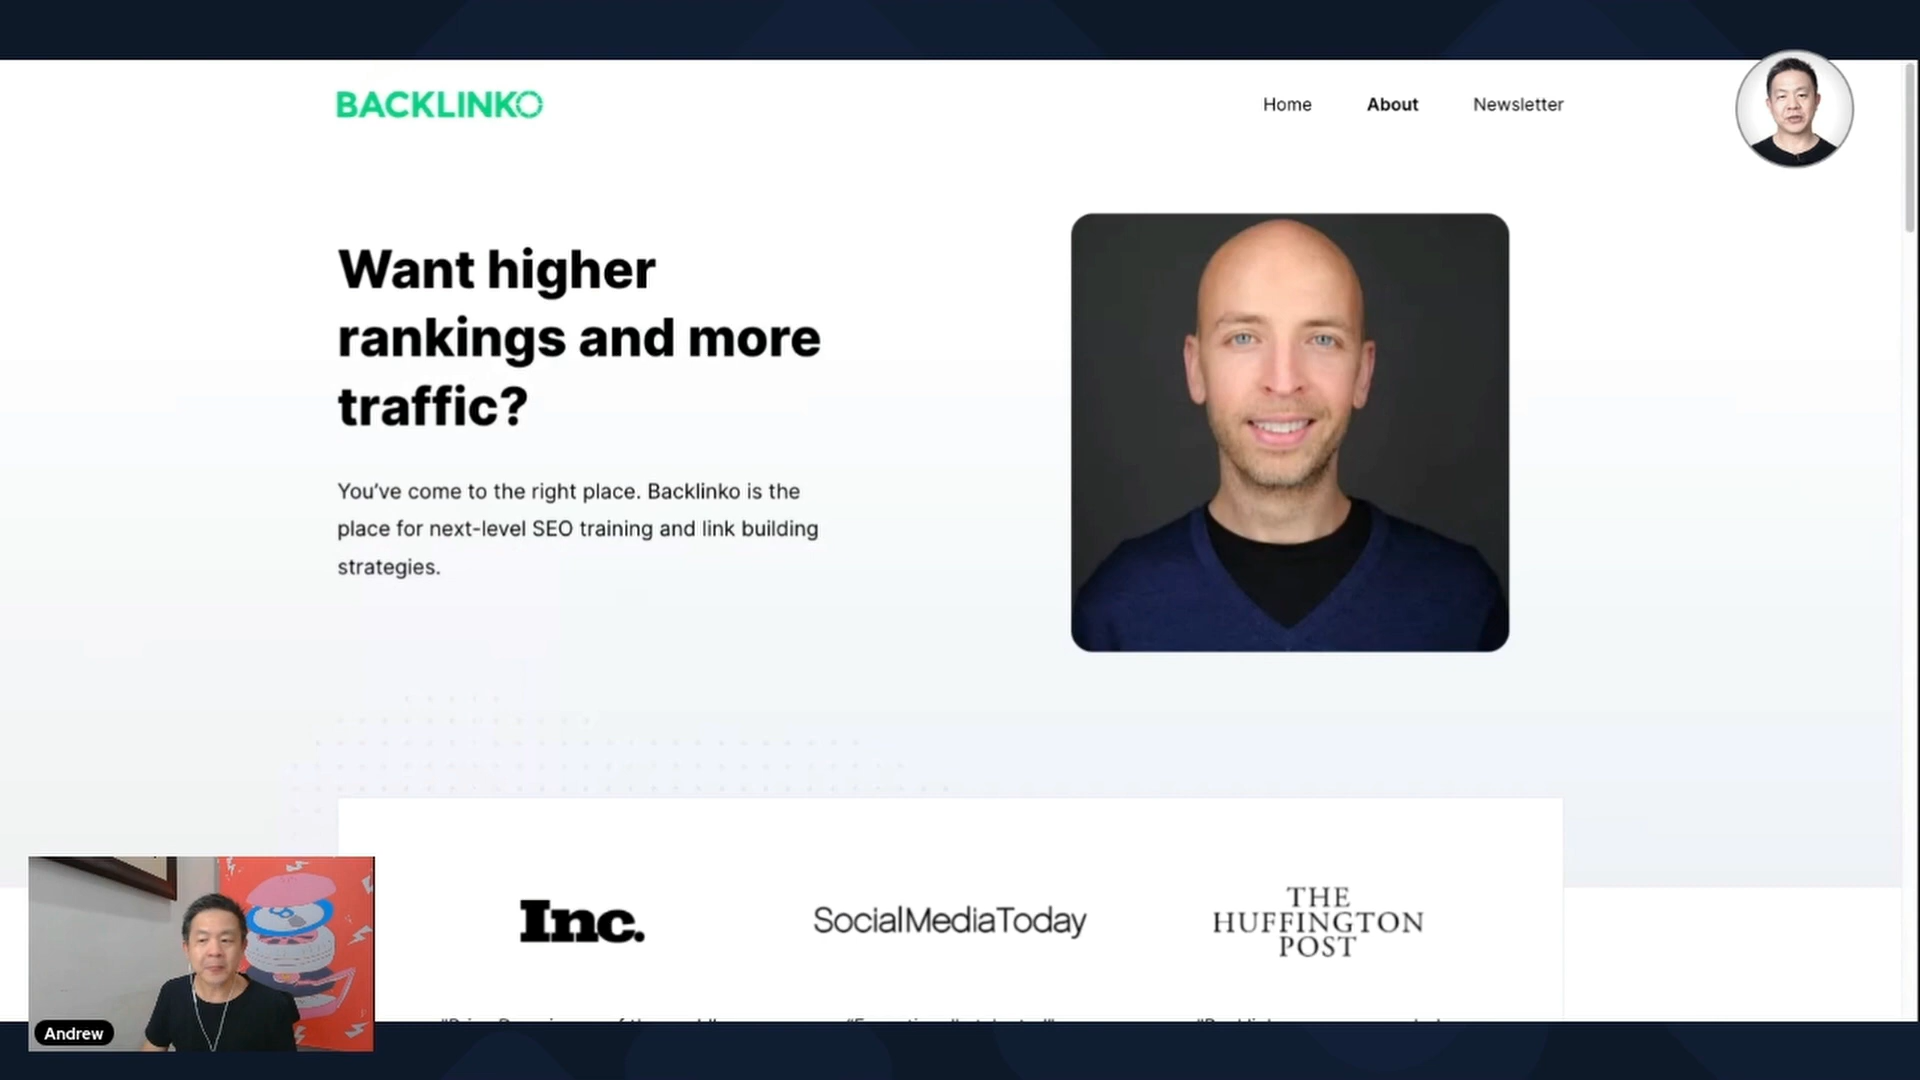 BACKLINKO
Home About Newsletter
Want higher
rankings and more
traffic?
You've come to the right place. Backlinko is the
place for next-level SEO training and link building
strategies.
Inc.
SocialMediaToday
THE
HUFFINGTON
POST
Andrew